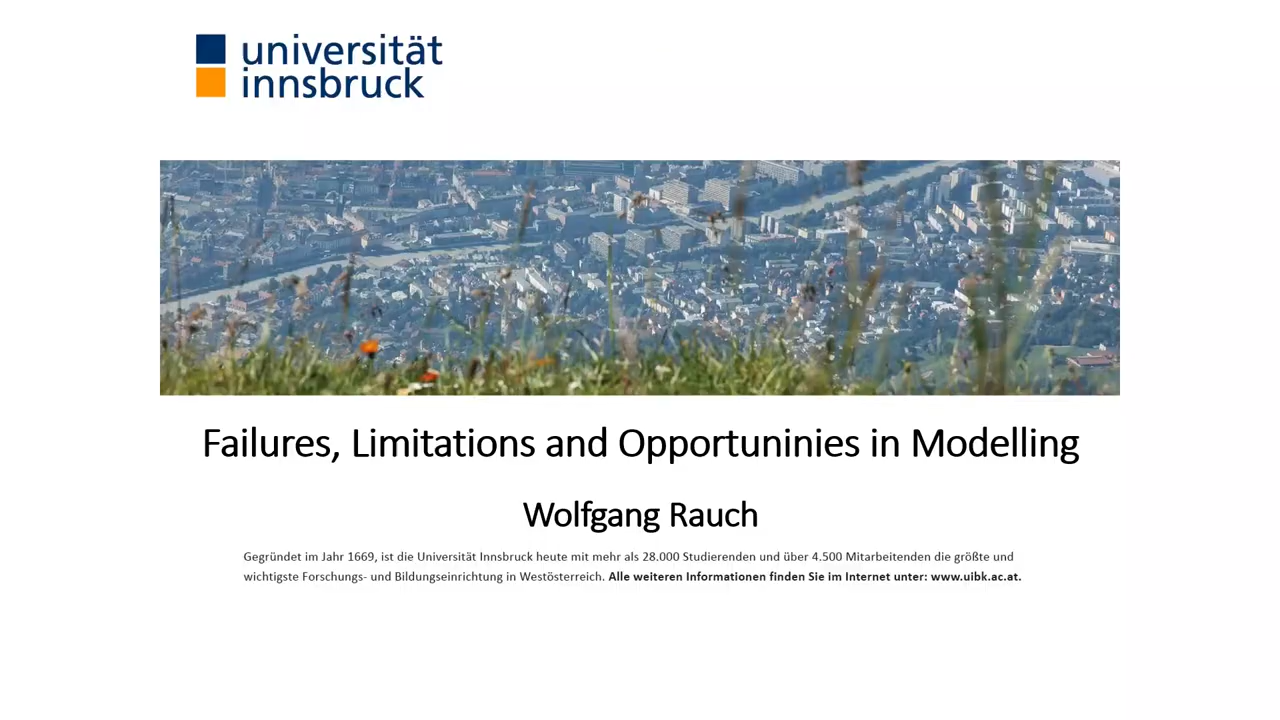 universität
innsbruck
Failures, Limitations and Opportuninies in Modelling
Wolfgang Rauch
Gegründet im Jahr 1669, ist die Universität Innsbruck heute mit mehr als 28.000 Studierenden und über 4.500 Mitarbeitenden die größte und
wichtigste Forschungs- und Bildungseinrichtung in Westösterreich. Alle weiteren Informationen finden Sie im Internet unter: www.uibk.ac.at.